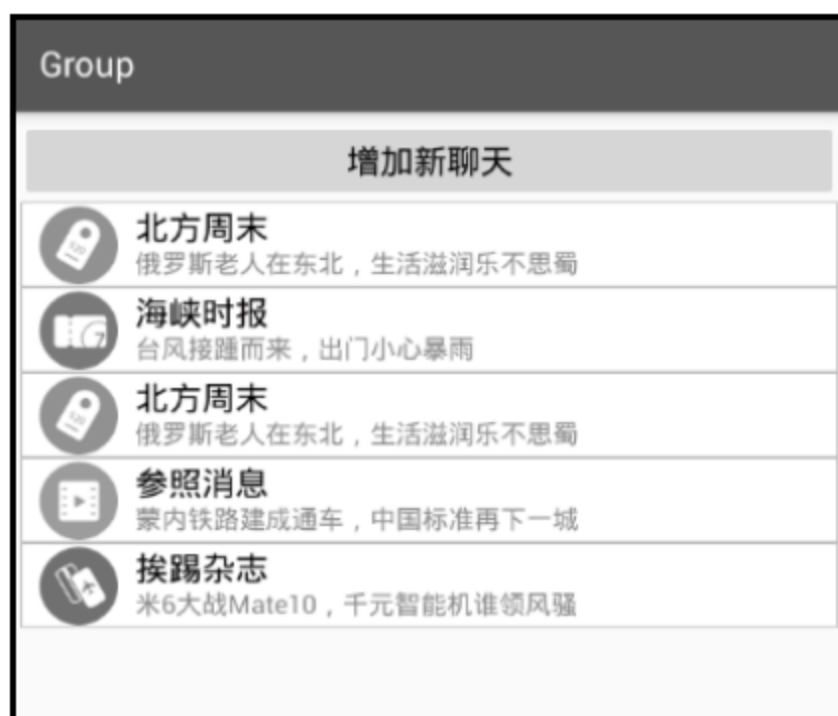 Group
增加新聊天
北方周末
俄罗斯老人在东北，生活滋润乐不思蜀
海峡时报
台风接踵而来，出门小心暴雨
北方周末
俄罗斯老人在东北，生活滋润乐不思蜀
参照消息
蒙内铁路建成通车，中国标准再下一城
挨踢杂志
米6大战Mate10，千元智能机谁领风骚